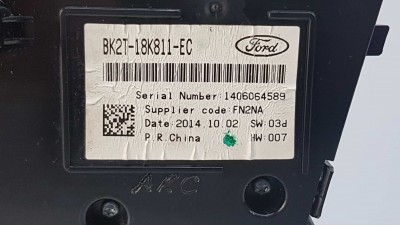 BK2T-18K811-EC
Ford
Serial Number:1406064589
Supplier code:FN2NA
Date:2014.10.02 SW:03d
P.R.China HW:007